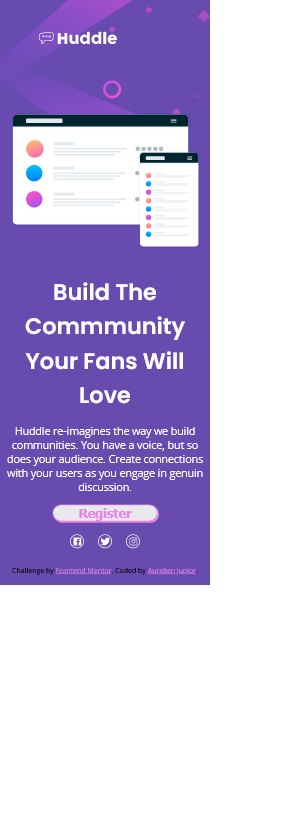 Huddle
Build The
Commmunity
Your Fans Will
Love
Huddle re-imagines the way we build
communities. You have a voice, but so
does your audience. Create connections
with your users as you engage in genuin
discussion.
Register
Challenge by Frontend Mentor. Coded by Aurelien Junior.